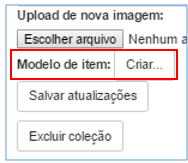 Upload de nova imagem:
Escolher arquivo Nenhum a
Modelo de item: Criar...
Salvar atualizações
Excluir coleção